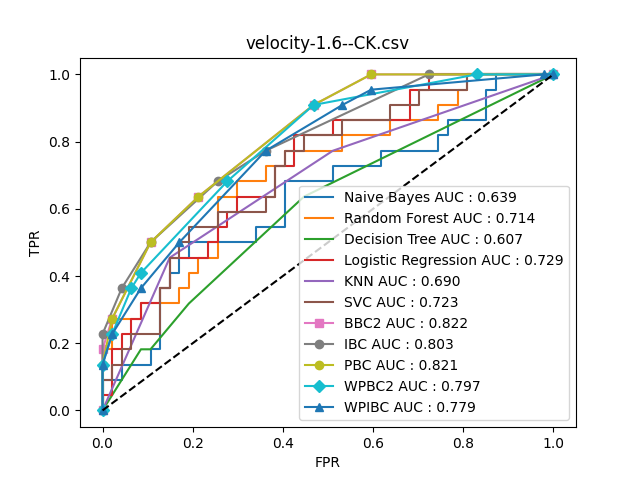 velocity-1.6--CK.csv
1.0
0.8
0.6
0.4
0.2
0.0
TPR
Naive Bayes AUC : 0.639
Random Forest AUC : 0.714
Decision Tree AUC : 0.607
Logistic Regression AUC : 0.729
KNN AUC : 0.690
SVC AUC : 0.723
BBC2 AUC : 0.822
IBC AUC : 0.803
PBC AUC : 0.821
WPBC2 AUC : 0.797
WPIBC AUC : 0.779
0.0 0.2 0.4 0.6 0.8 1.0
FPR